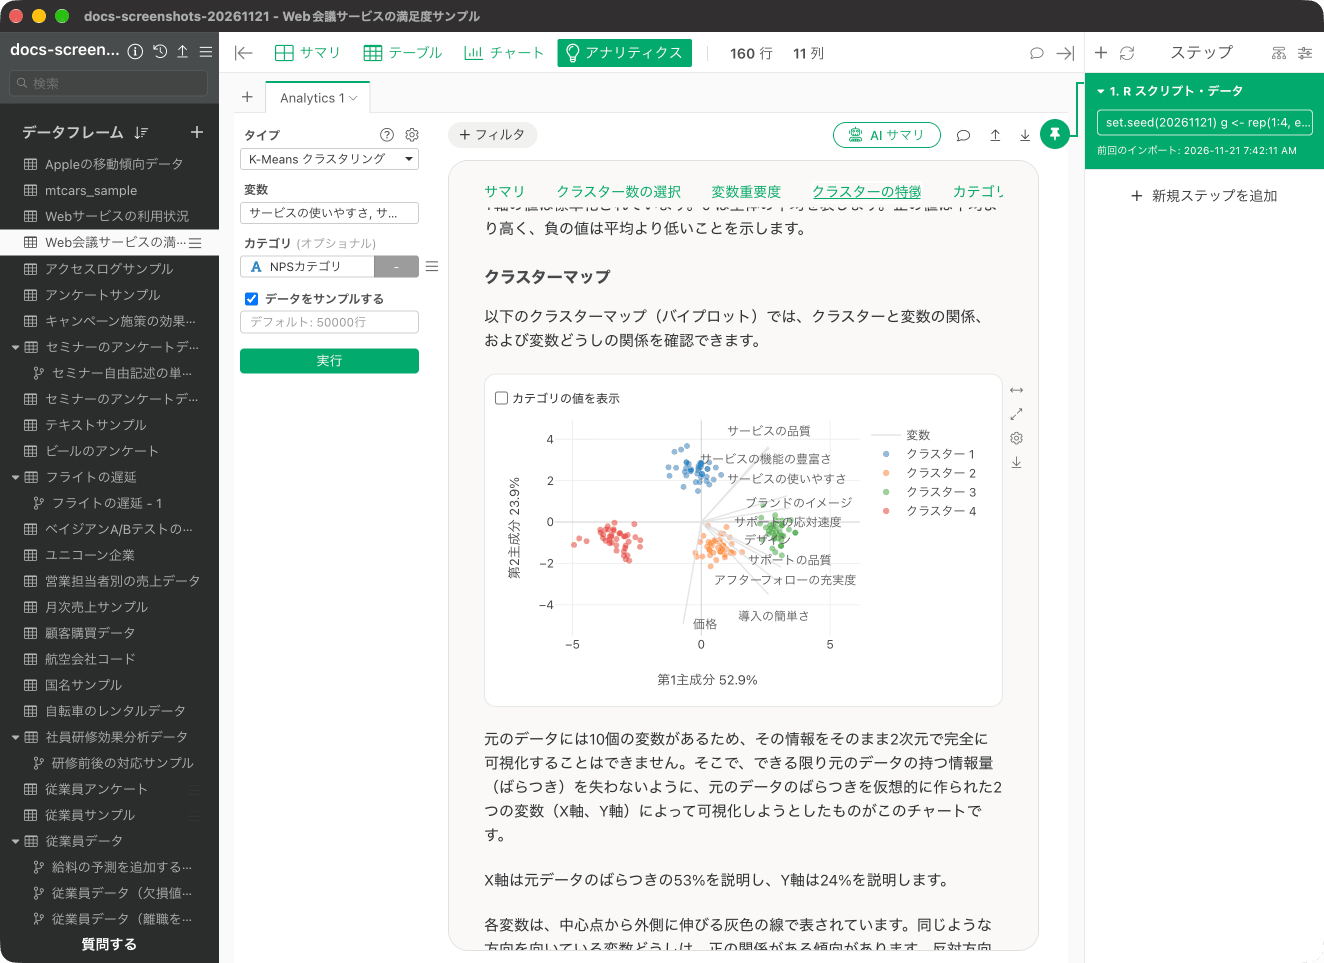 docs-screenshots-20261121 - Web会議サービスの満足度サンプル
docs-screen...
検索
データフレーム
Appleの移動傾向データ
mtcars_sample
Webサービスの利用状況
Web会議サービスの満…
アクセスログサンプル
アンケートサンプル
キャンペーン施策の効果…
セミナーのアンケートデ…
セミナー自由記述の単…
セミナーのアンケートデ…
テキストサンプル
ビールのアンケート
フライトの遅延
フライトの遅延 - 1
ベイジアンA/Bテストの…
ユニコーン企業
営業担当者別の売上データ
月次売上サンプル
顧客購買データ
航空会社コード
国名サンプル
自転車のレンタルデータ
社員研修効果分析データ
研修前後の対応サンプル
従業員アンケート
従業員サンプル
従業員データ
給料の予測を追加する…
従業員データ（欠損値…
従業員データ（離職を…
質問する
サマリ
テーブル
チャート
アナリティクス
160 行
11 列
Analytics 1
タイプ
K-Means クラスタリング
変数
サービスの使いやすさ, サ...
カテゴリ (オプショナル)
A NPSカテゴリ
-
データをサンプルする
デフォルト: 50000行
実行
フィルタ
AI サマリ
サマリ
クラスター数の選択
変数重要度
クラスターの特徴
カテゴリ
り高く、負の値は平均より低いことを示します。
クラスターマップ
以下のクラスターマップ（バイプロット）では、クラスターと変数の関係、
および変数どうしの関係を確認できます。
カテゴリの値を表示
サービスの品質
サービスの機能の豊富さ
サービスの使いやすさ
ブランドのイメージ
サポートの応対速度
デザイン
サポートの品質
アフターフォローの充実度
導入の簡単さ
価格
4
2
0
−2
−4
−5
0
5
第2主成分 23.9%
第1主成分 52.9%
変数
クラスター 1
クラスター 2
クラスター 3
クラスター 4
元のデータには10個の変数があるため、その情報をそのまま2次元で完全に
可視化することはできません。そこで、できる限り元のデータの持つ情報量
（ばらつき）を失わないように、元のデータのばらつきを仮想的に作られた2
つの変数（X軸、Y軸）によって可視化しようとしたものがこのチャートで
す。
X軸は元データのばらつきの53%を説明し、Y軸は24%を説明します。
各変数は、中心点から外側に伸びる灰色の線で表されています。同じような
方向を向いている変数どうしは、正の関係がある傾向があります。反対方向
ステップ
1. R スクリプト・データ
set.seed(20261121) g <- rep(1:4, e...
前回のインポート: 2026-11-21 7:42:11 AM
新規ステップを追加